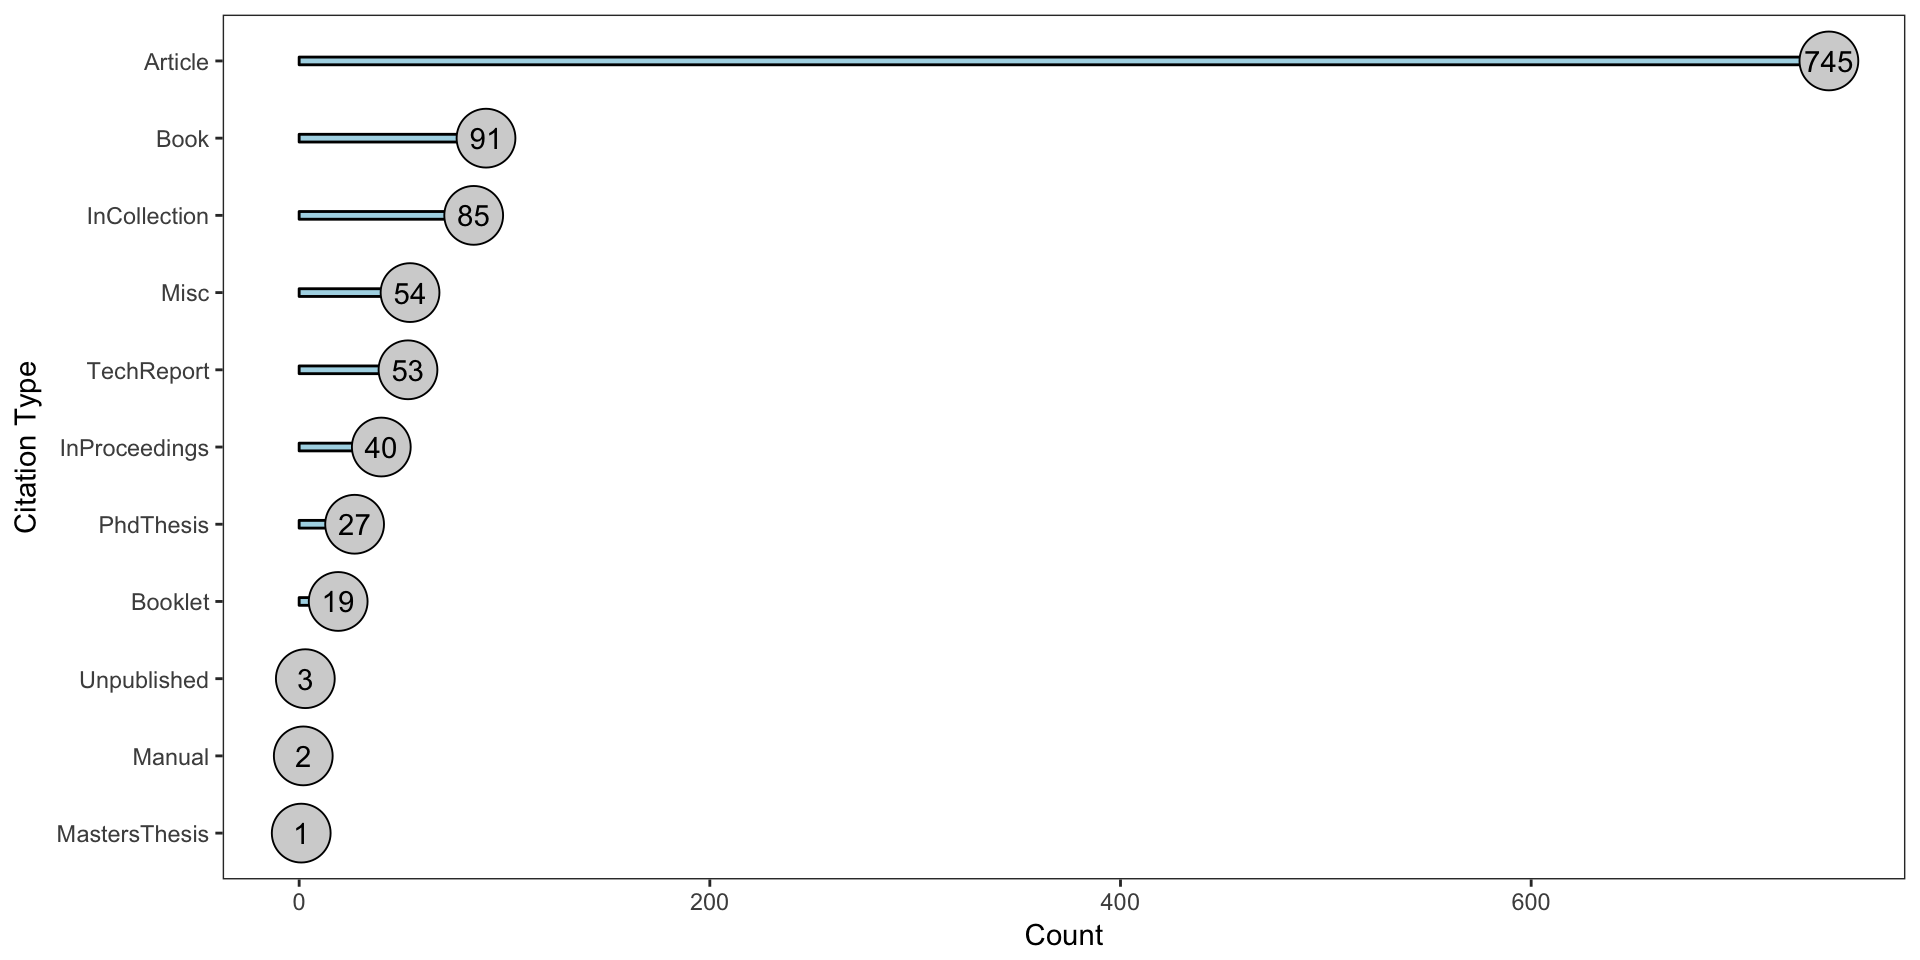 Citation Type
Article 745
Book 91
InCollection 85
Misc 54
TechReport 53
InProceedings 40
PhdThesis 27
Booklet 19
Unpublished 3
Manual 2
MastersThesis 1
0 200 400 600
Count